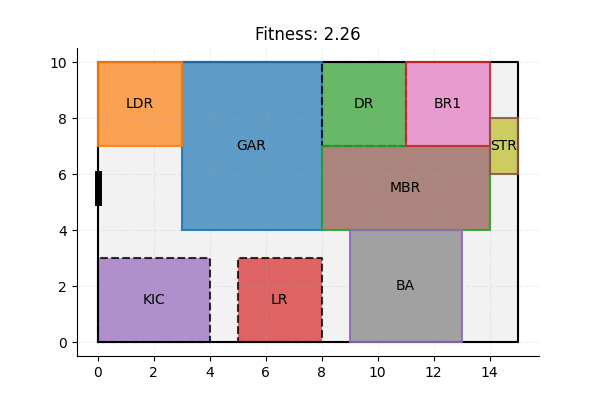 Fitness: 2.26
10
8
6
4
2
0
LDR
GAR
DR
BR1
STR
MBR
KIC
LR
BA
0 2 4 6 8 10 12 14